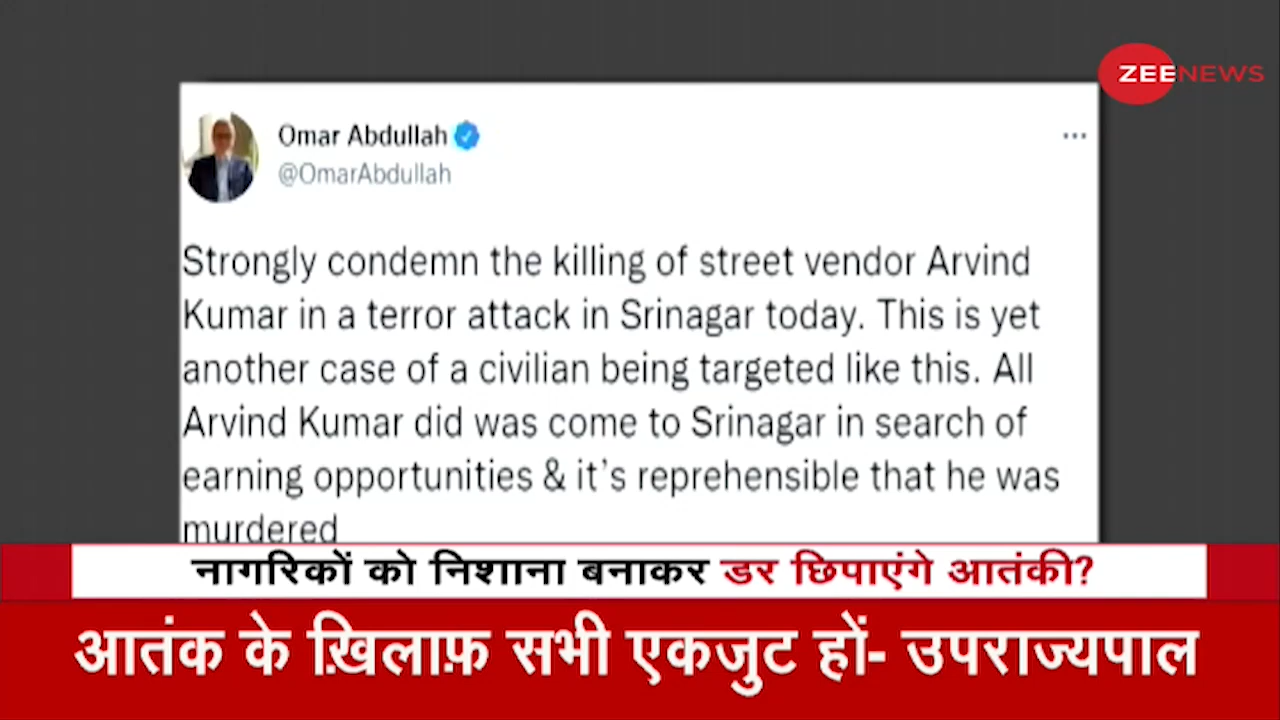 ZEENEWS
Omar Abdullah
@OmarAbdullah
Strongly condemn the killing of street vendor Arvind
Kumar in a terror attack in Srinagar today. This is yet
another case of a civilian being targeted like this. All
Arvind Kumar did was come to Srinagar in search of
earning opportunities & it's reprehensible that he was
murdered
नागरिकों को निशाना बनाकर डर छिपाएंगे आतंकी?
आतंक के ख़िलाफ़ सभी एकजुट हों- उपराज्यपाल